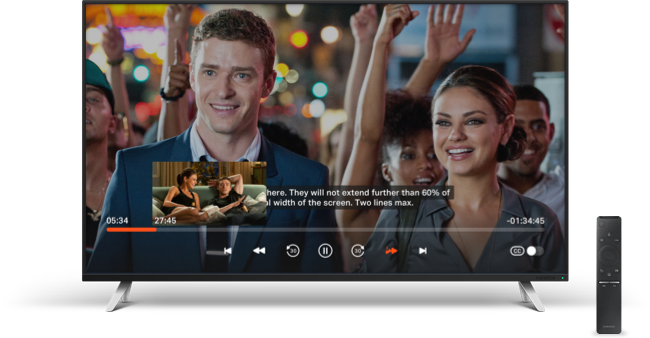 here. They will not extend further than 60% of
l width of the screen. Two lines max.
05:34
27:45
-01:34:45
30
30
CC